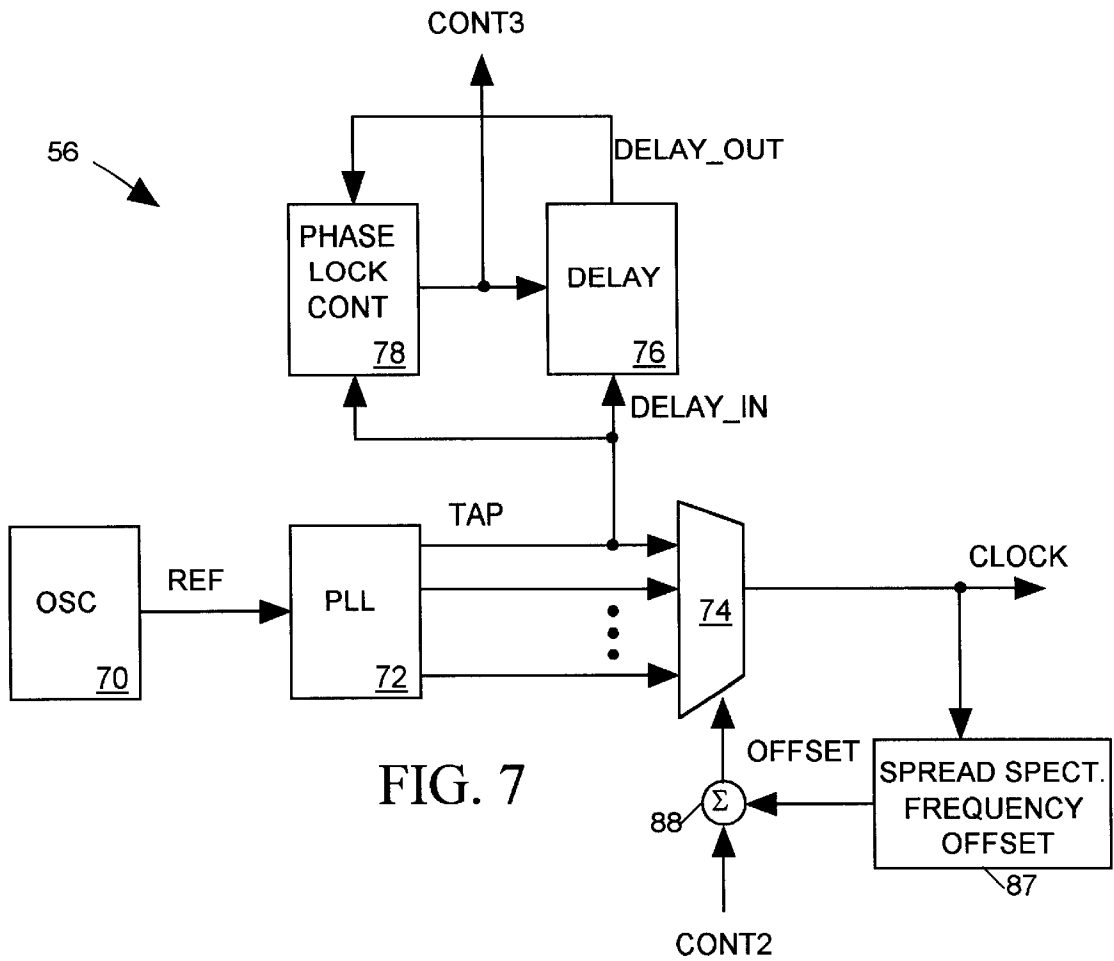 CONT3
56
DELAY_OUT
PHASE
LOCK
CONT
78
DELAY
76
DELAY_IN
TAP
OSC
70
REF
PLL
72
74
CLOCK
FIG. 7
OFFSET
88
Σ
SPREAD SPECT.
FREQUENCY
OFFSET
87
CONT2